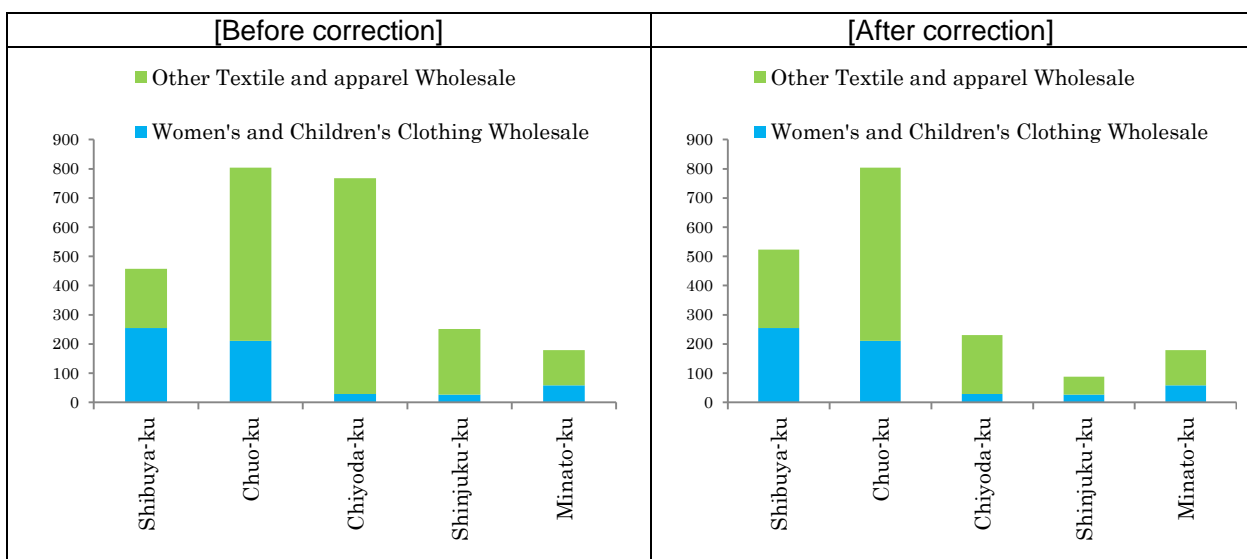 [Before correction]
Other Textile and apparel Wholesale
Women's and Children's Clothing Wholesale
900
800
700
600
500
400
300
200
100
0
Shibuya-ku
Chuo-ku
Chiyoda-ku
Shinjuku-ku
Minato-ku
[After correction]
Other Textile and apparel Wholesale
Women's and Children's Clothing Wholesale
900
800
700
600
500
400
300
200
100
0
Shibuya-ku
Chuo-ku
Chiyoda-ku
Shinjuku-ku
Minato-ku